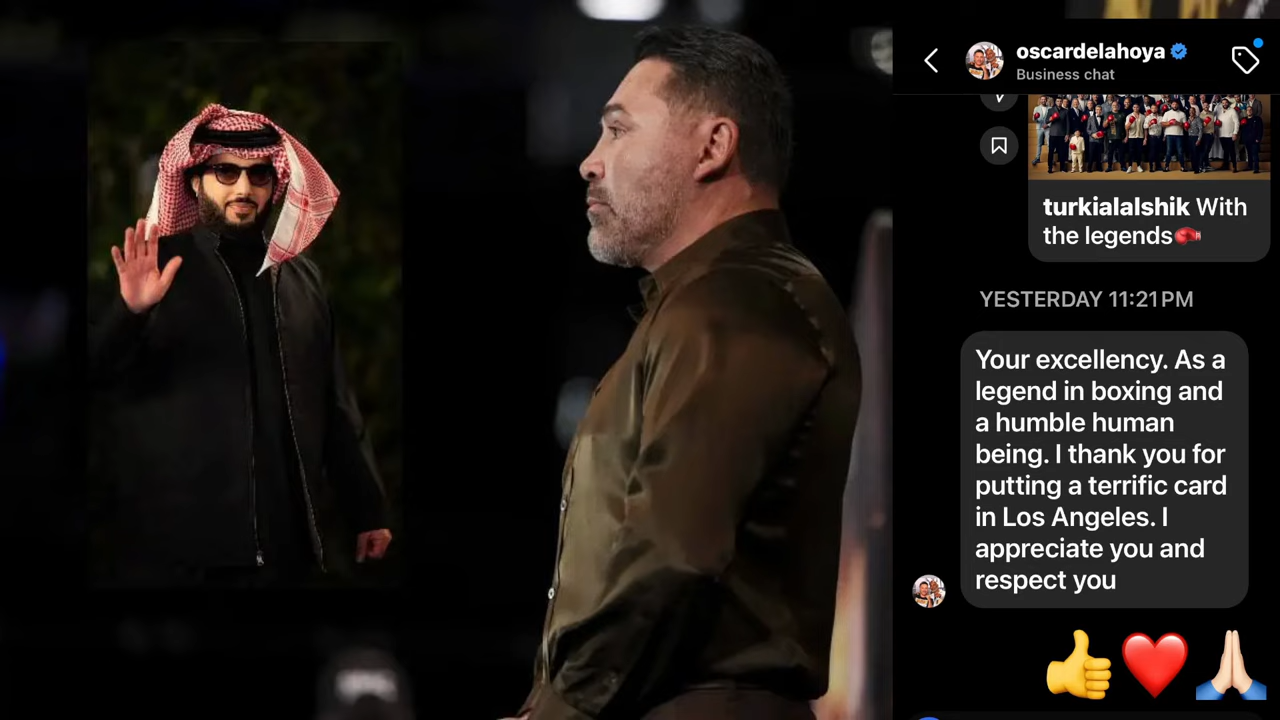 oscardelahoya
Business chat
turkialalshik With
the legends🥊
YESTERDAY 11:21 PM
Your excellency. As a
legend in boxing and
a humble human
being. I thank you for
putting a terrific card
in Los Angeles. I
appreciate you and
respect you
👍❤️🙏🏻